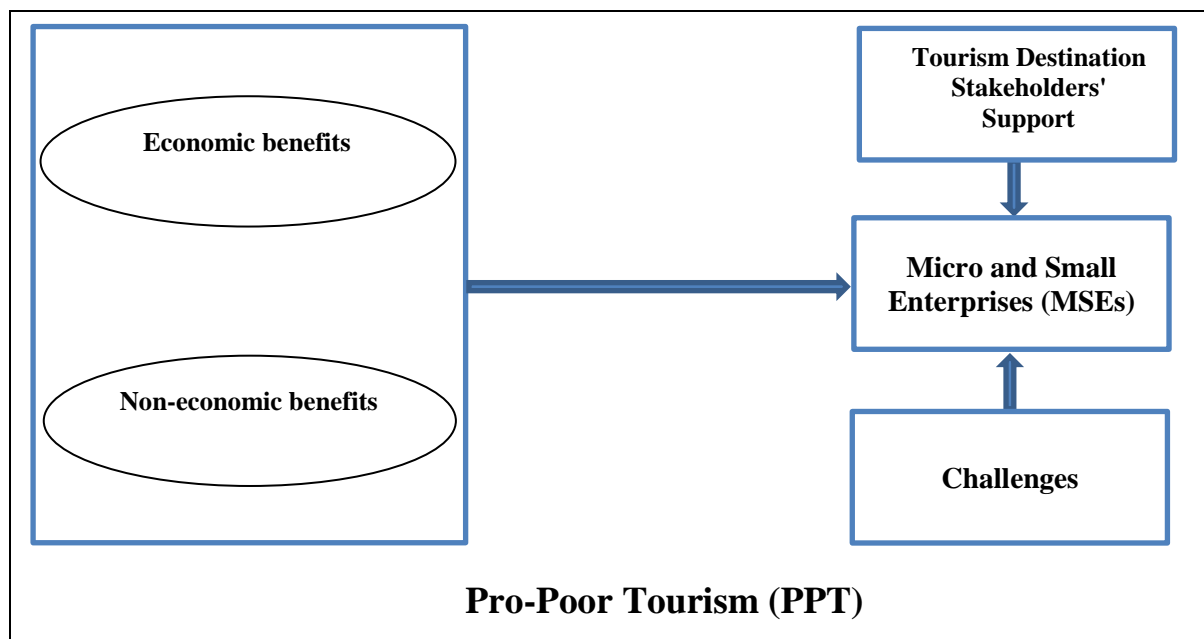 Economic benefits
Non-economic benefits
Tourism Destination
Stakeholders'
Support
Micro and Small
Enterprises (MSEs)
Challenges
Pro-Poor Tourism (PPT)